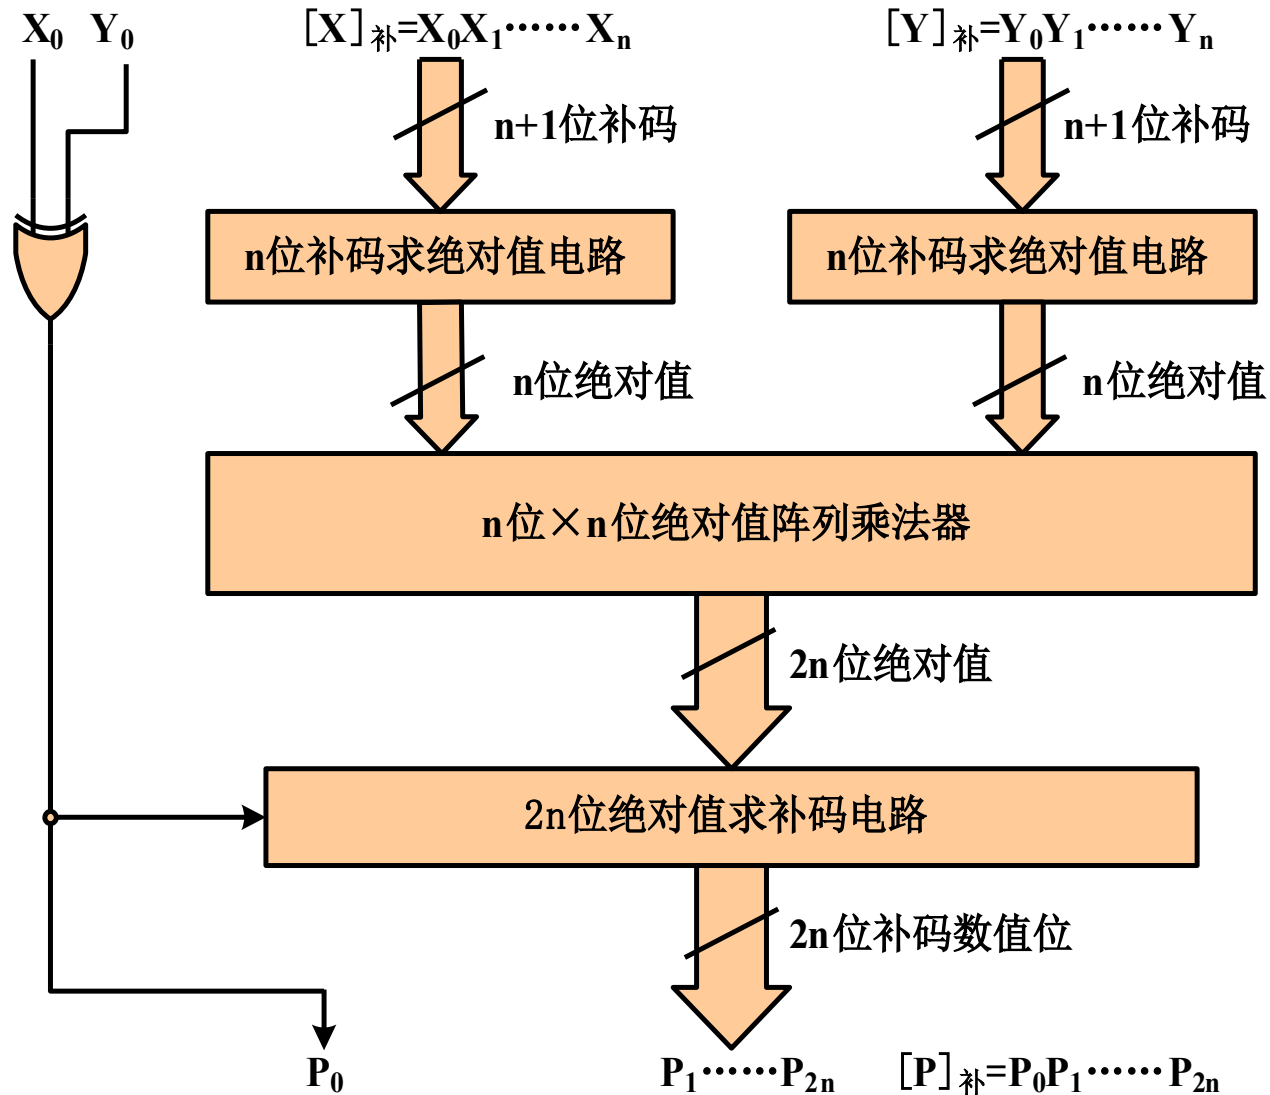 X₀ Y₀ [X]补=X₀X₁······Xₙ [Y]补=Y₀Y₁······Yₙ
n+1位补码 n+1位补码
n位补码求绝对值电路 n位补码求绝对值电路
n位绝对值 n位绝对值
n位×n位绝对值阵列乘法器
2n位绝对值
2n位绝对值求补码电路
2n位补码数值位
P₀ P₁······P₂ₙ [P]补=P₀P₁······P₂ₙ